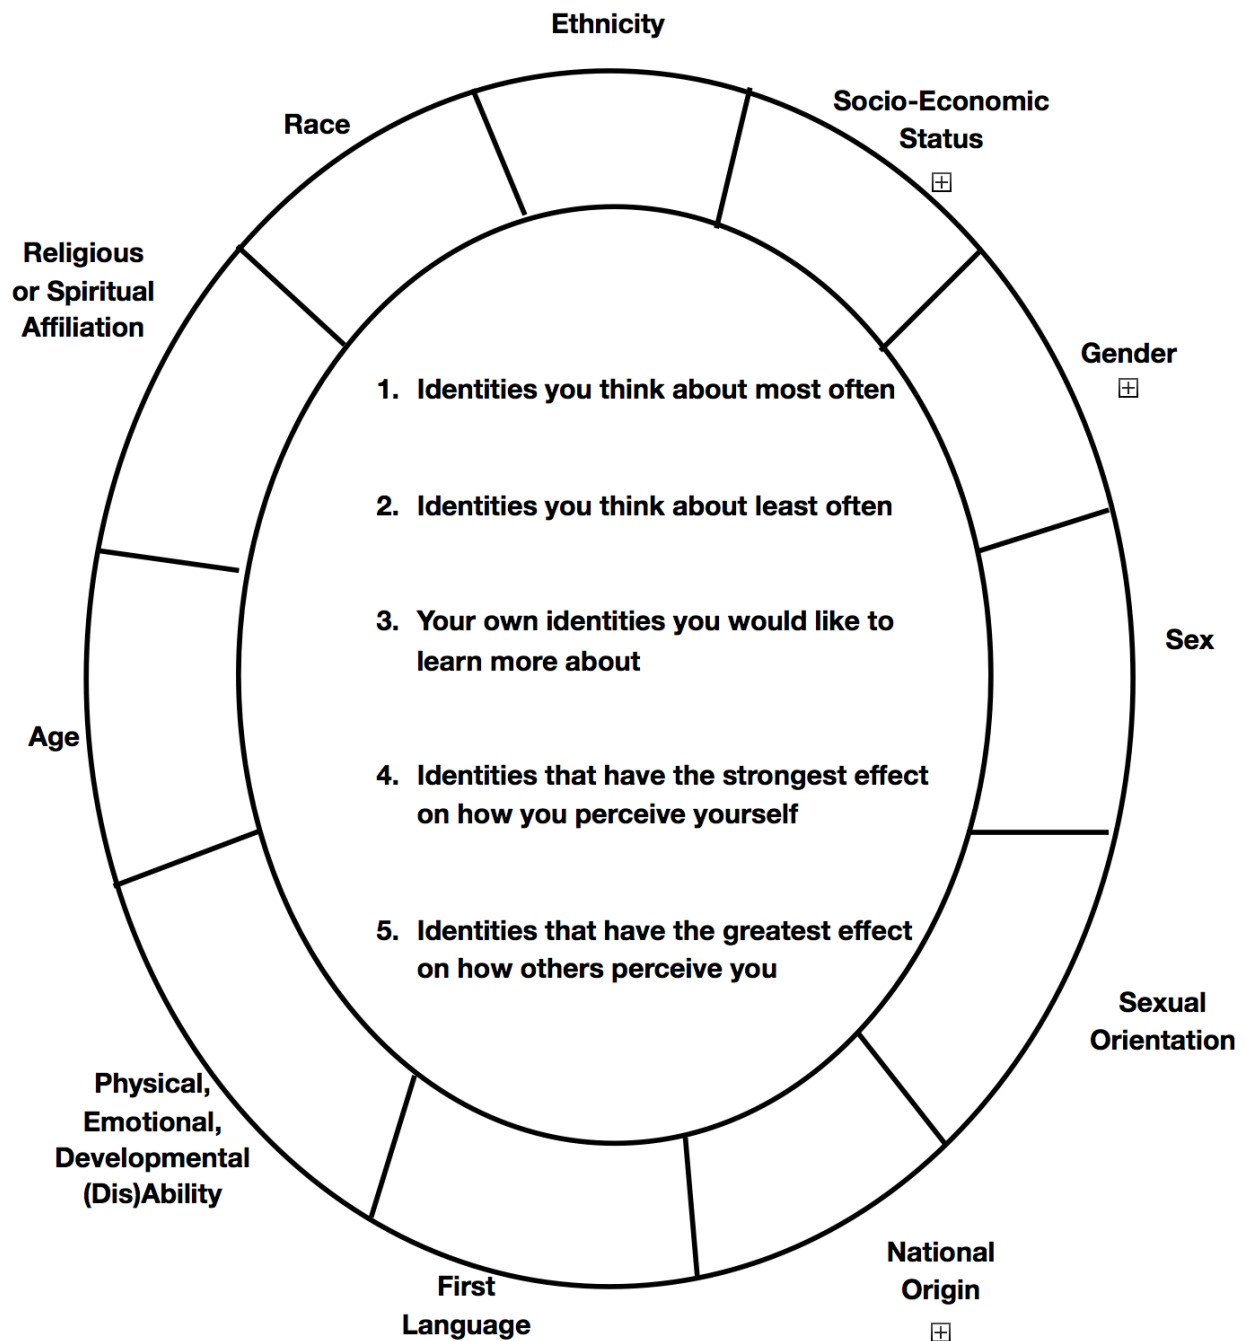 Ethnicity
Socio-Economic
Status
Race
Religious
or Spiritual
Affiliation
Gender
1. Identities you think about most often
2. Identities you think about least often
3. Your own identities you would like to
learn more about
Sex
Age
4. Identities that have the strongest effect
on how you perceive yourself
5. Identities that have the greatest effect
on how others perceive you
Sexual
Orientation
Physical,
Emotional,
Developmental
(Dis)Ability
National
Origin
First
Language